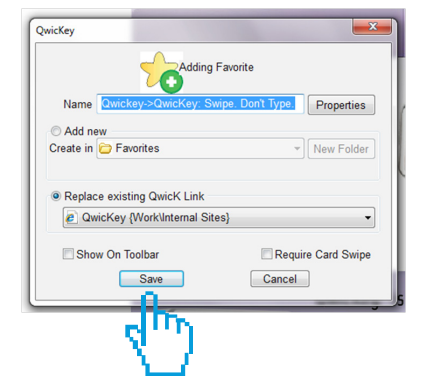 QwicKey
Adding Favorite
Name Qwickey->QwicKey: Swipe. Don't Type. Properties
Add new
Create in Favorites New Folder
Replace existing QwicK Link
QwicKey {Work\Internal Sites}
Show On Toolbar Require Card Swipe
Save Cancel